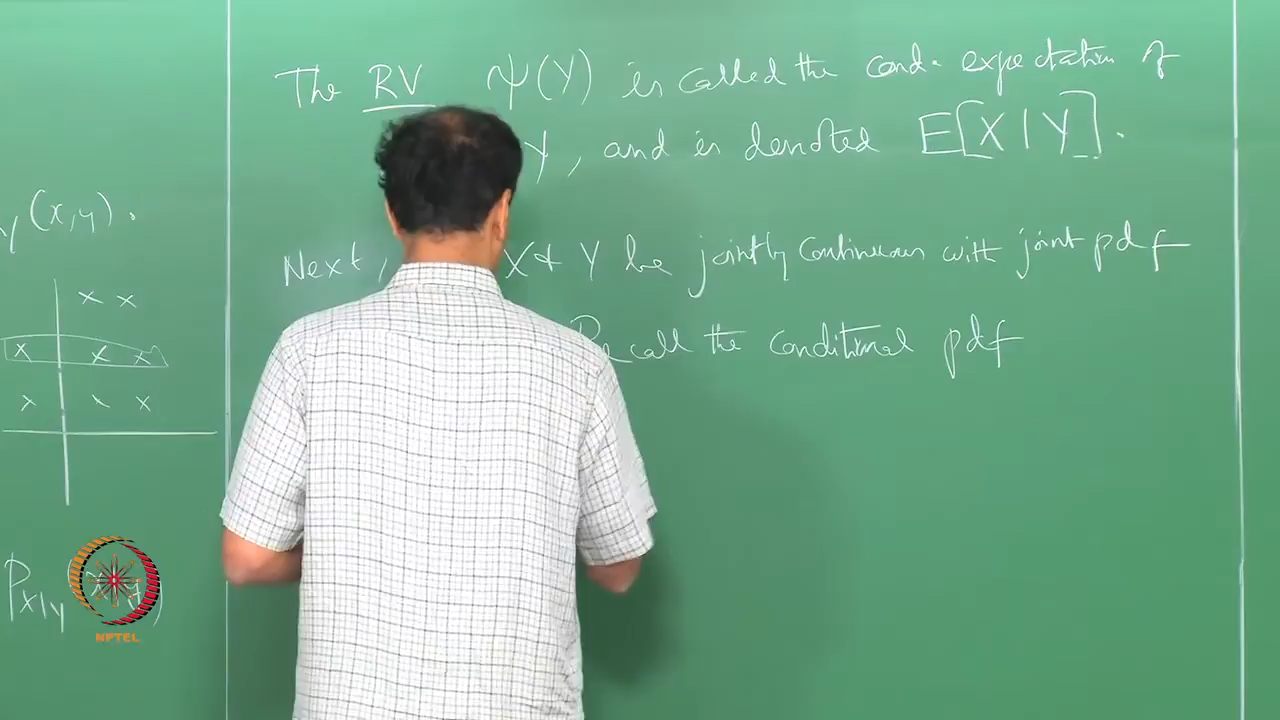 The RV ψ(Y) is called the cond. expectation of
Y, and is denoted E[X|Y].
Next, X & Y be jointly continuous with joint pdf
Recall the conditional pdf
y(x,y).
x x
x x x
x x x
P_{X|Y}
NPTEL